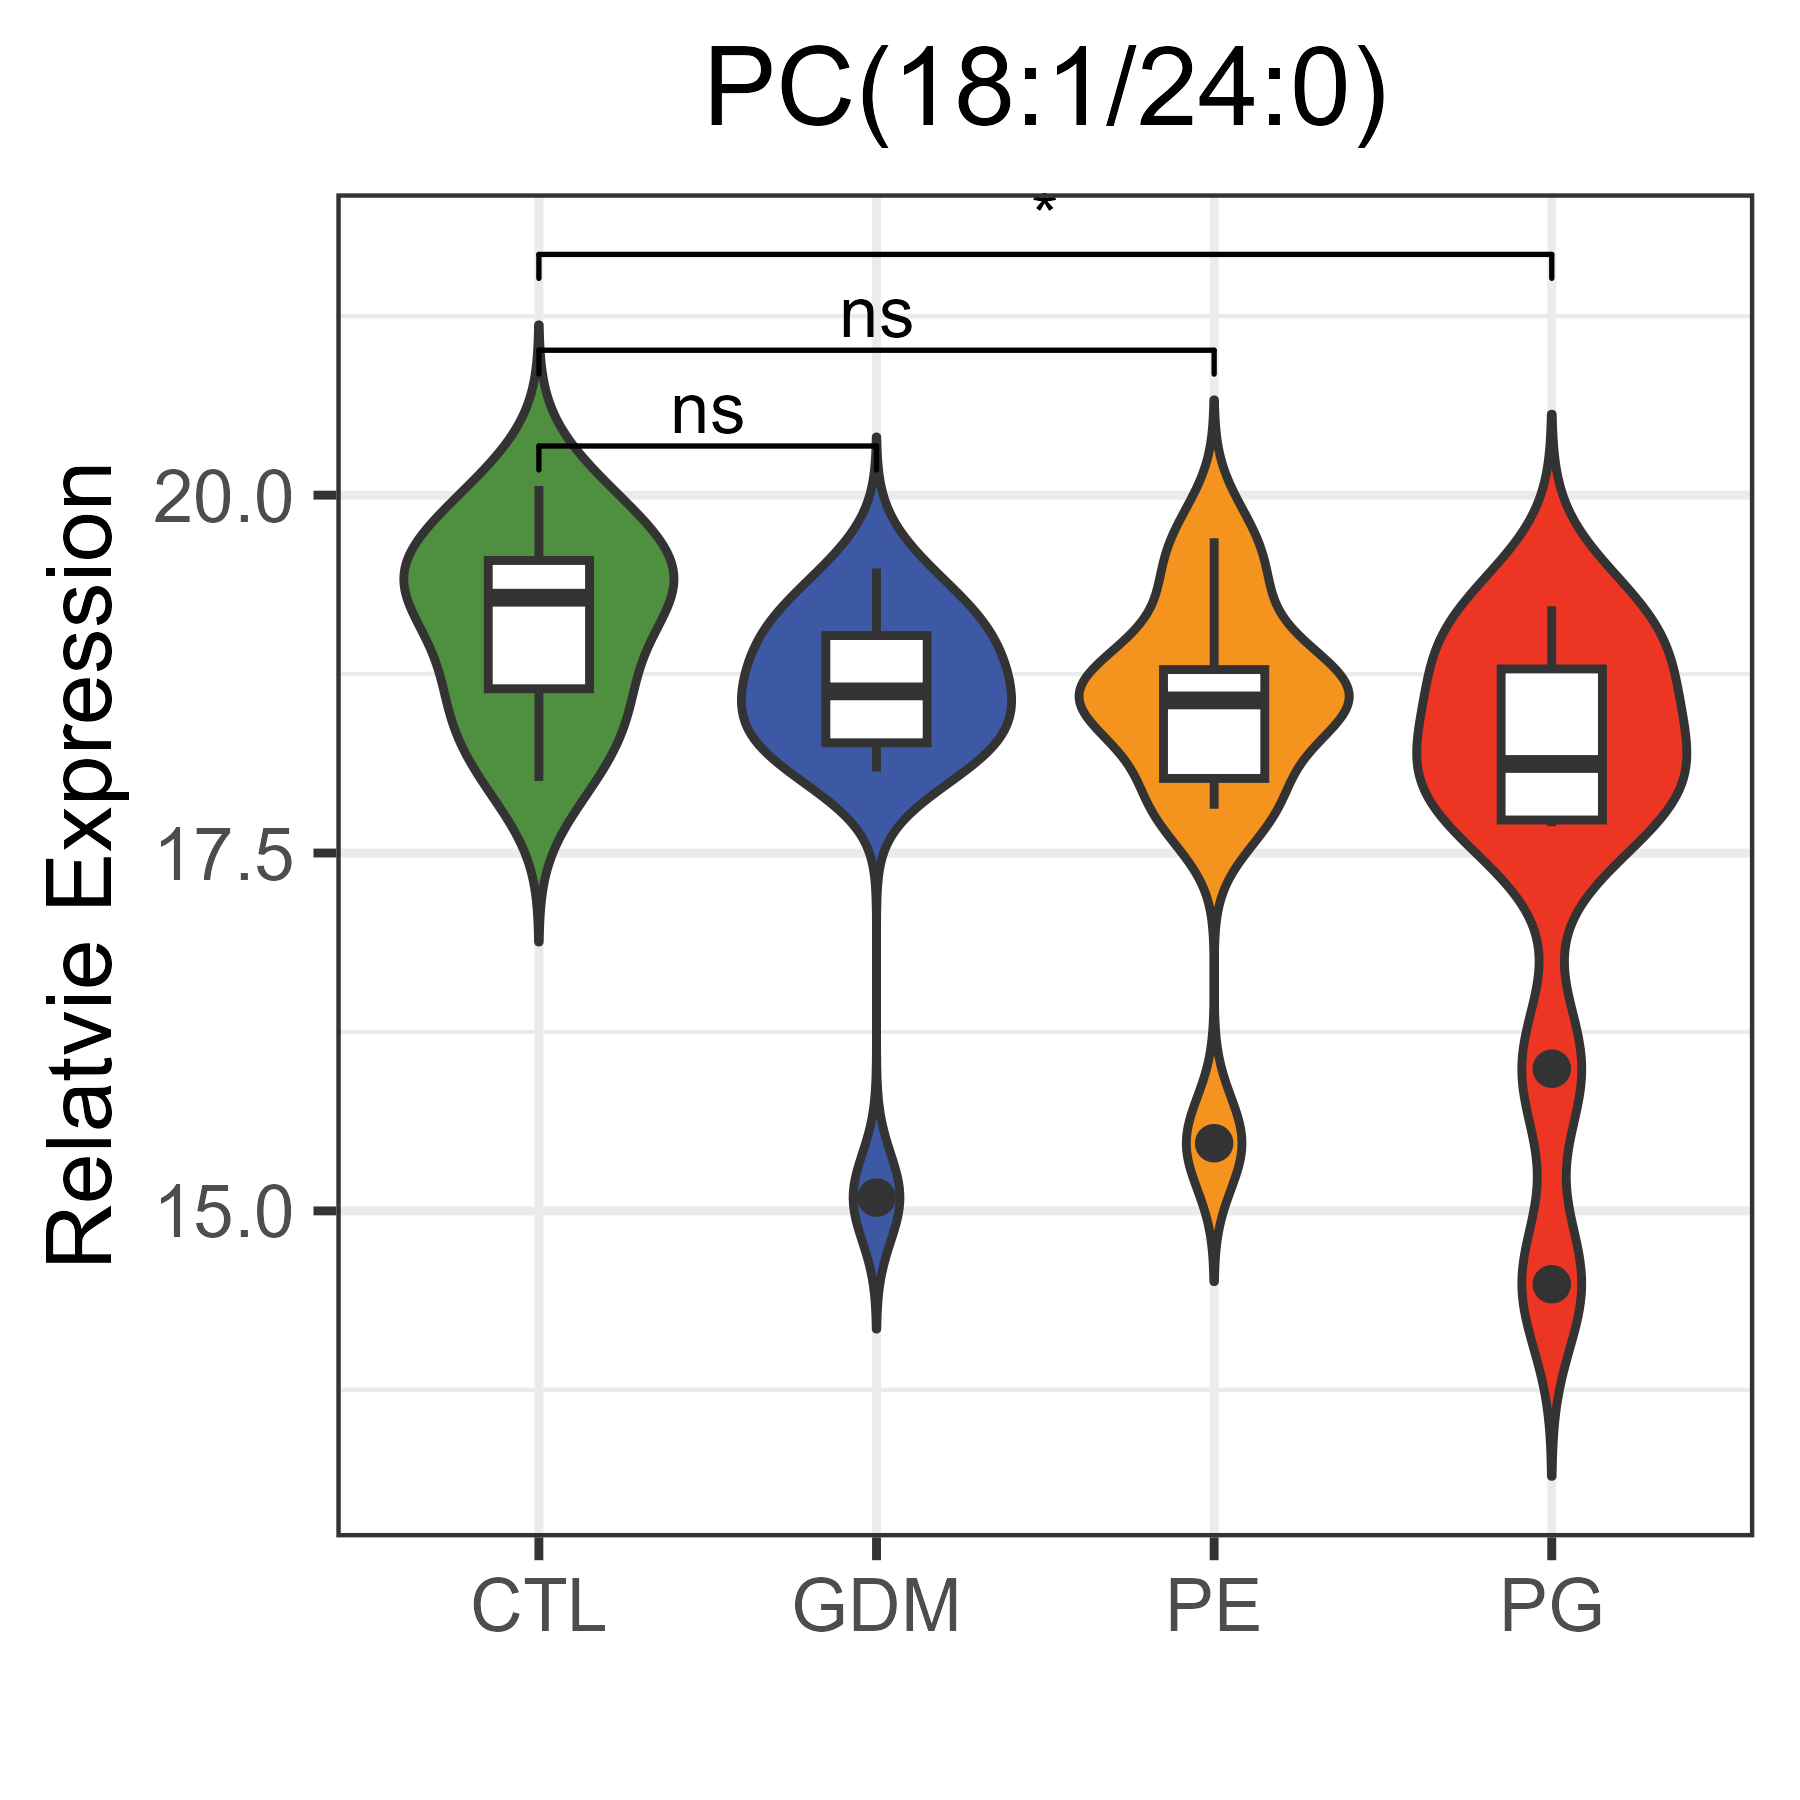 PC(18:1/24:0)
*
ns
ns
Relatvie Expression
20.0
17.5
15.0
CTL GDM PE PG